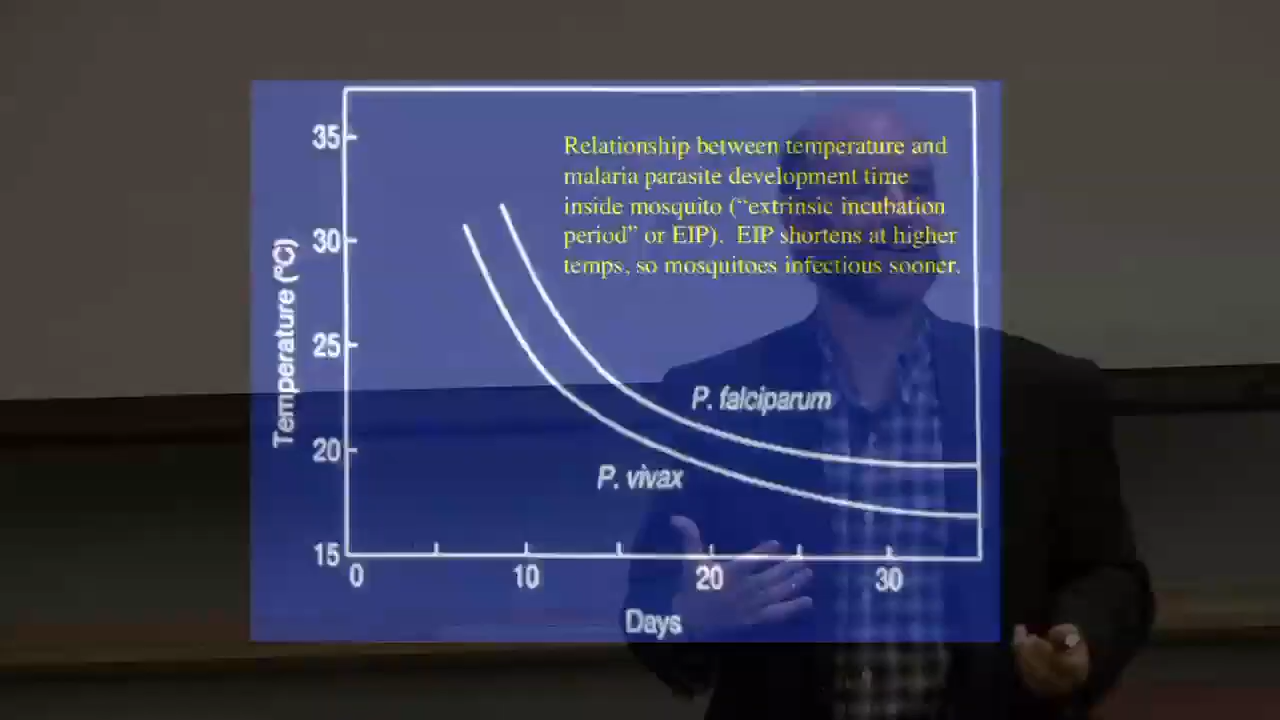 Relationship between temperature and
malaria parasite development time
inside mosquito (“extrinsic incubation
period” or EIP). EIP shortens at higher
temps, so mosquitoes infectious sooner.
35
30
25
20
15
Temperature (°C)
P. falciparum
P. vivax
0
10
20
30
Days